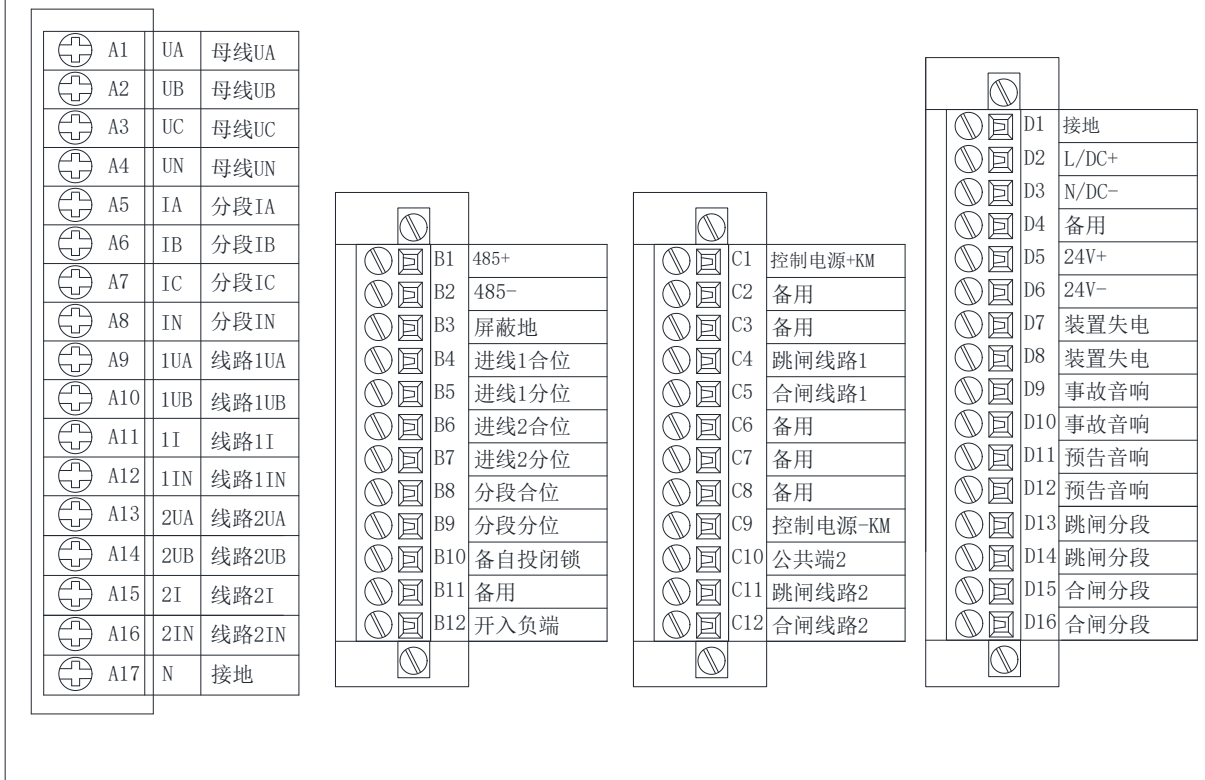 A1 UA 母线UA
A2 UB 母线UB
A3 UC 母线UC
A4 UN 母线UN
A5 IA 分段IA
A6 IB 分段IB
A7 IC 分段IC
A8 IN 分段IN
A9 1UA 线路1UA
A10 1UB 线路1UB
A11 1I 线路1I
A12 1IN 线路1IN
A13 2UA 线路2UA
A14 2UB 线路2UB
A15 2I 线路2I
A16 2IN 线路2IN
A17 N 接地
B1 485+
B2 485-
B3 屏蔽地
B4 进线1合位
B5 进线1分位
B6 进线2合位
B7 进线2分位
B8 分段合位
B9 分段分位
B10 备自投闭锁
B11 备用
B12 开入负端
C1 控制电源+KM
C2 备用
C3 备用
C4 跳闸线路1
C5 合闸线路1
C6 备用
C7 备用
C8 备用
C9 控制电源-KM
C10 公共端2
C11 跳闸线路2
C12 合闸线路2
D1 接地
D2 L/DC+
D3 N/DC-
D4 备用
D5 24V+
D6 24V-
D7 装置失电
D8 装置失电
D9 事故音响
D10 事故音响
D11 预告音响
D12 预告音响
D13 跳闸分段
D14 跳闸分段
D15 合闸分段
D16 合闸分段